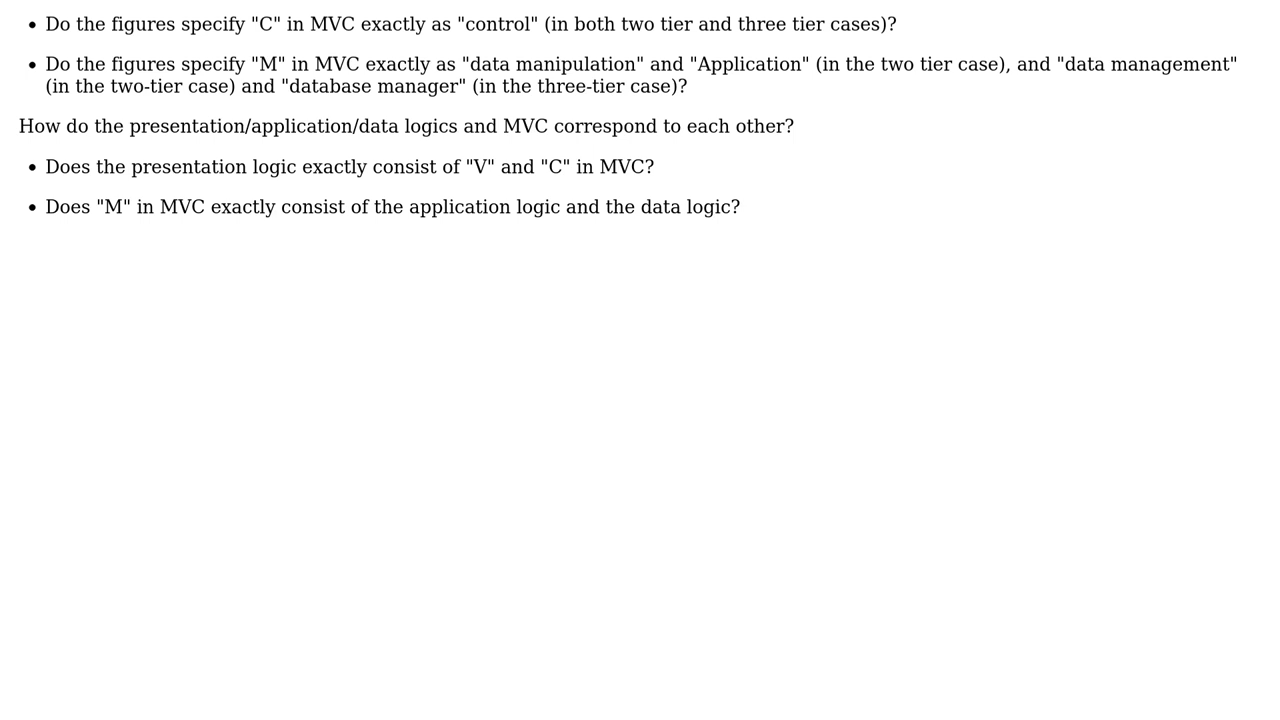 • Do the figures specify "C" in MVC exactly as "control" (in both two tier and three tier cases)?
• Do the figures specify "M" in MVC exactly as "data manipulation" and "Application" (in the two tier case), and "data management"
(in the two-tier case) and "database manager" (in the three-tier case)?
How do the presentation/application/data logics and MVC correspond to each other?
• Does the presentation logic exactly consist of "V" and "C" in MVC?
• Does "M" in MVC exactly consist of the application logic and the data logic?